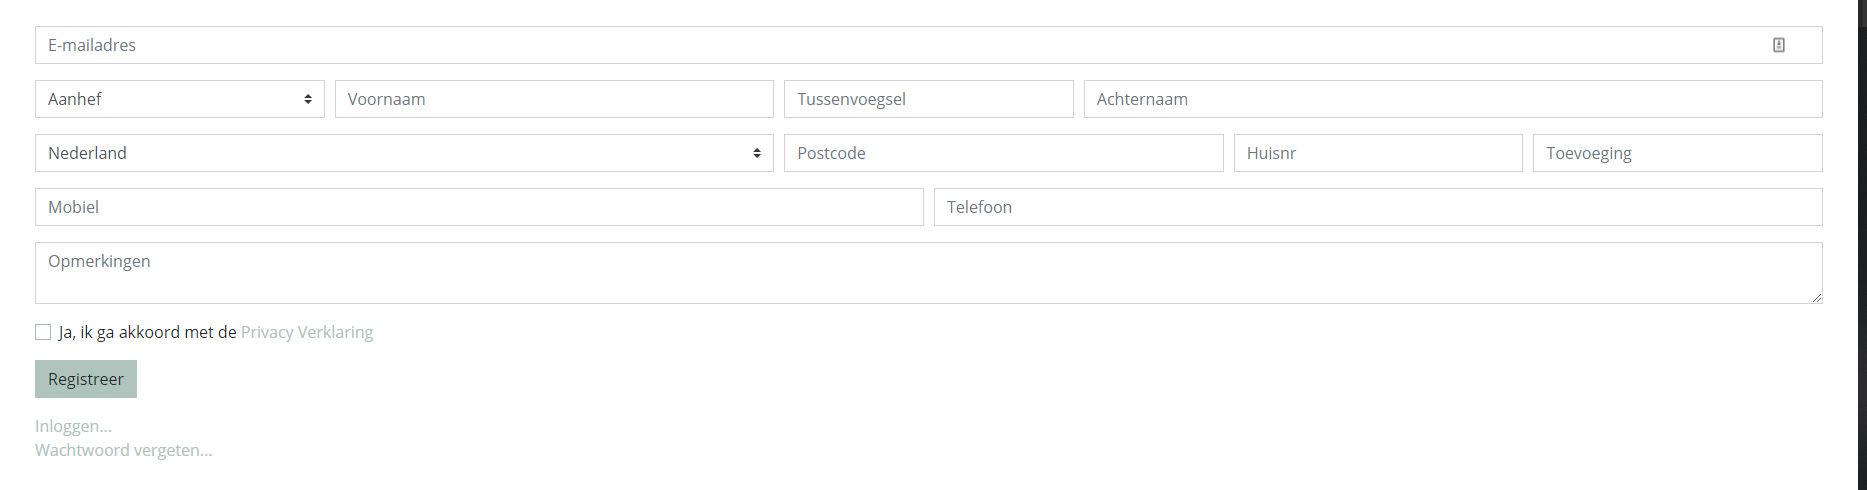 E-mailadres
Aanhef Voornaam Tussenvoegsel Achternaam
Nederland Postcode Huisnr Toevoeging
Mobiel Telefoon
Opmerkingen
Ja, ik ga akkoord met de Privacy Verklaring
Registreer
Inloggen...
Wachtwoord vergeten...